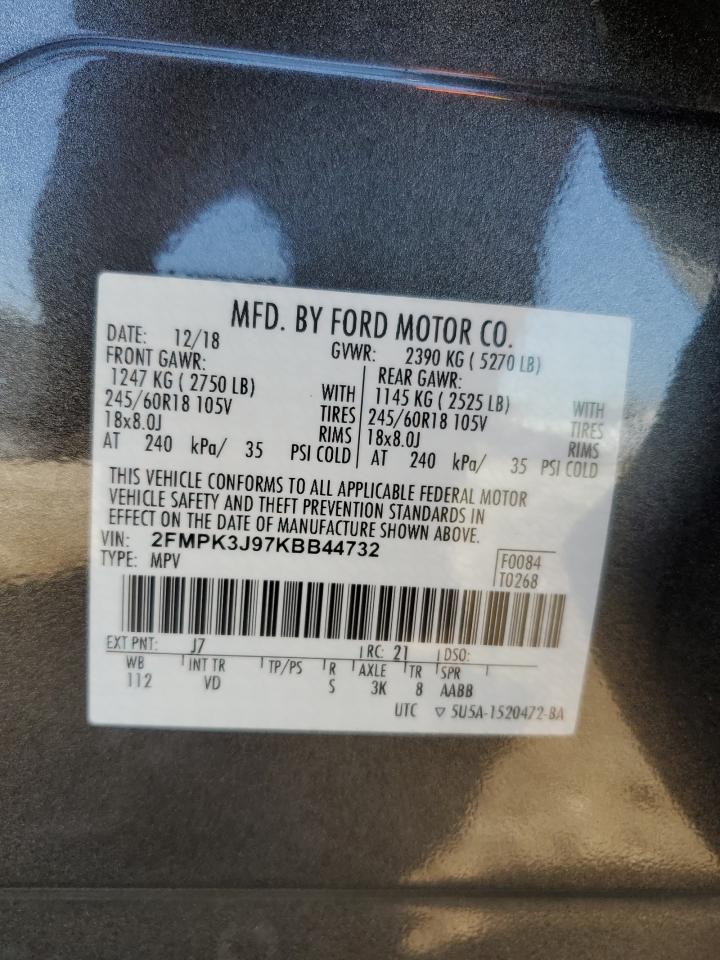 MFD. BY FORD MOTOR CO.
DATE: 12/18 GVWR: 2390 KG ( 5270 LB)
FRONT GAWR: REAR GAWR:
1247 KG ( 2750 LB) WITH 1145 KG ( 2525 LB) WITH
245/60R18 105V TIRES 245/60R18 105V TIRES
18x8.0J RIMS 18x8.0J RIMS
AT 240 kPa/ 35 PSI COLD AT 240 kPa/ 35 PSI COLD
THIS VEHICLE CONFORMS TO ALL APPLICABLE FEDERAL MOTOR
VEHICLE SAFETY AND THEFT PREVENTION STANDARDS IN
EFFECT ON THE DATE OF MANUFACTURE SHOWN ABOVE.
VIN: 2FMPK3J97KBB44732
TYPE: MPV F0084
T0268
EXT PNT: J7 RC: 21 DSO:
WB INT TR TP/PS R AXLE TR SPR
112 VD S 3K 8 AABB
UTC ▽ 5U5A-1520472-BA